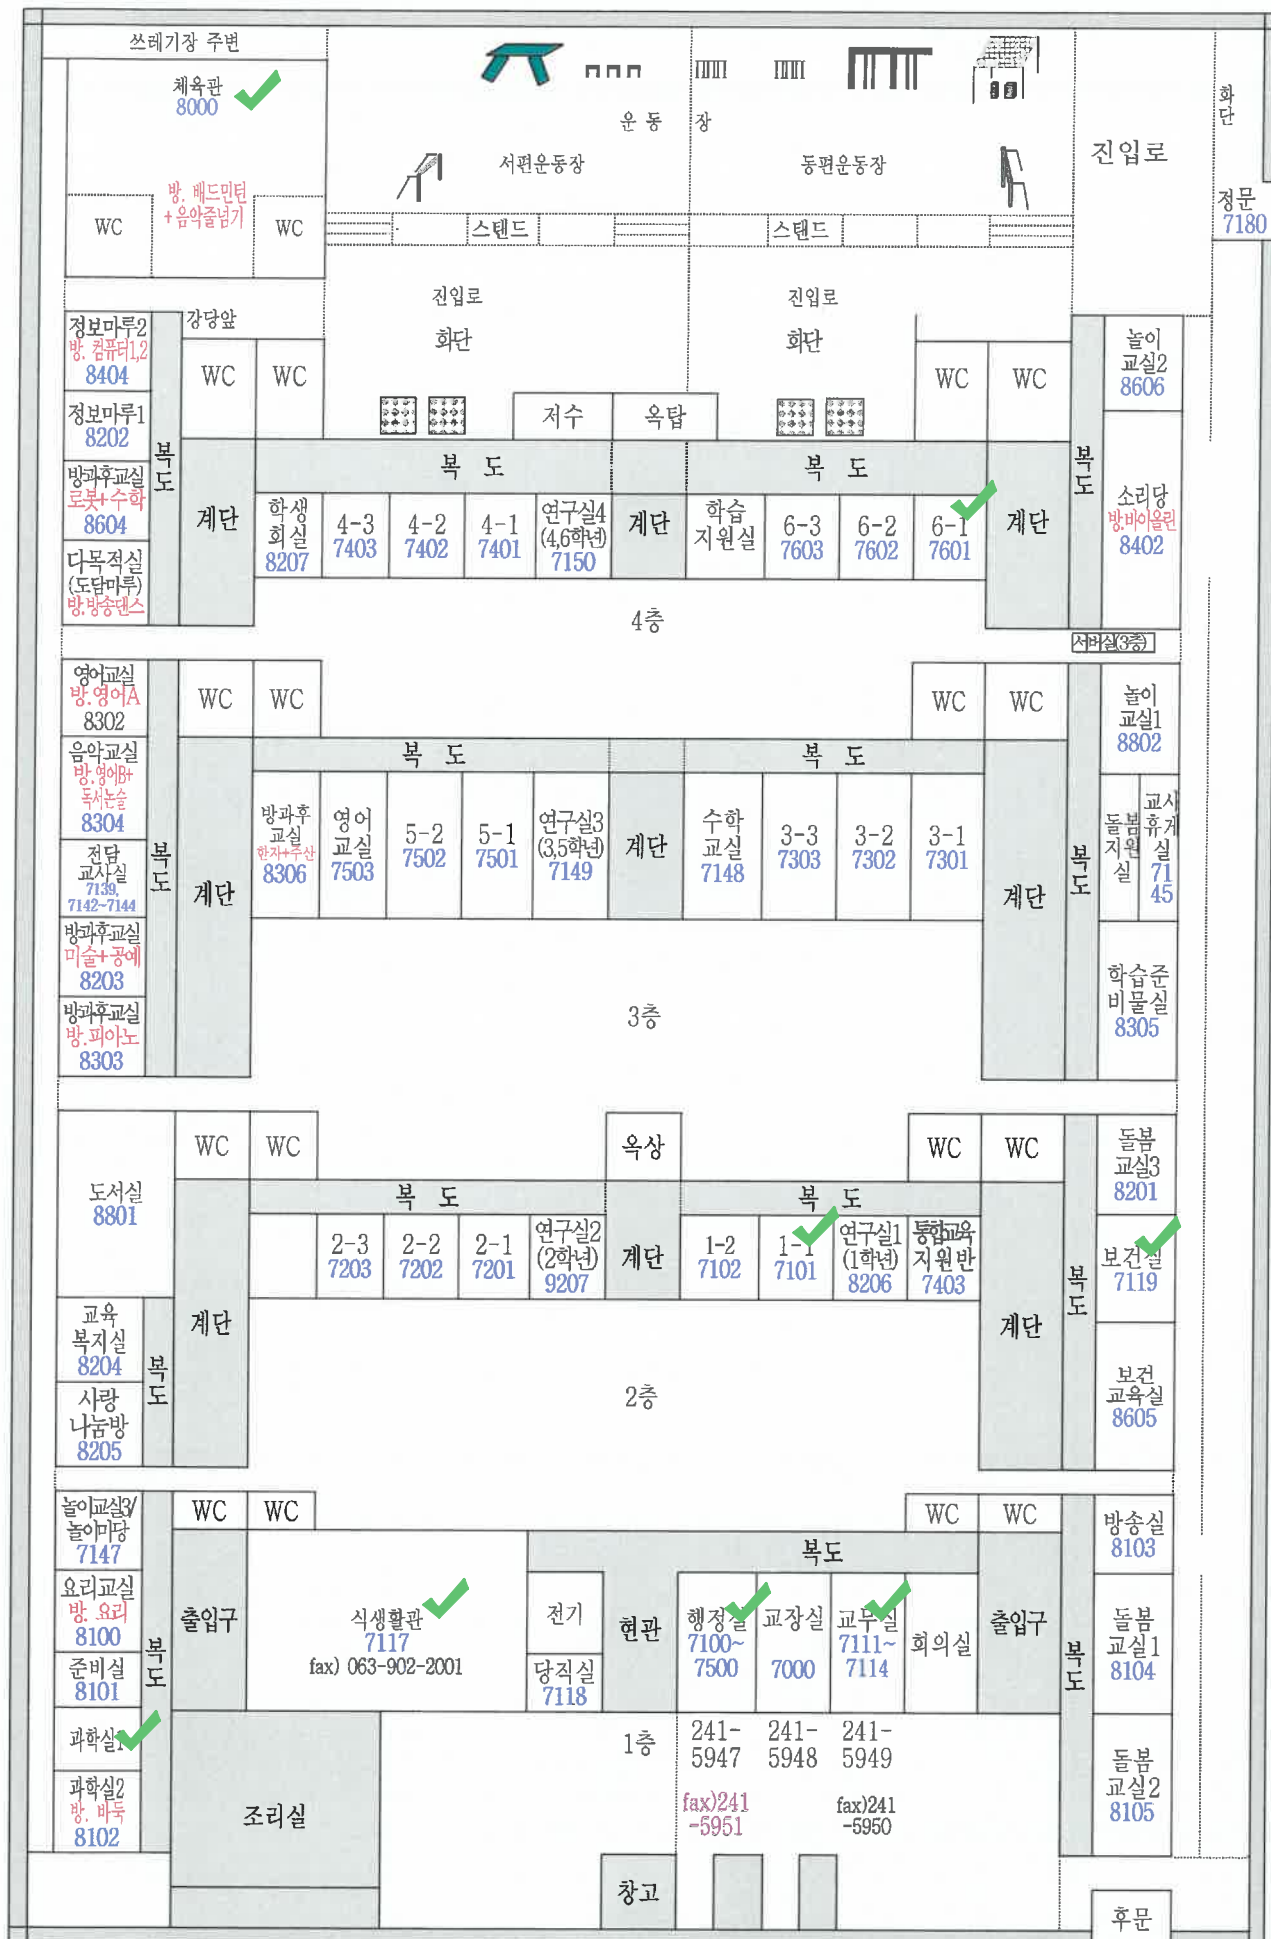 쓰레기장 주변
체육관
8000
방. 배드민턴
+ 음악줄넘기
WC
WC
운 동 장
서편운동장
동편운동장
스탠드
스탠드
진입로
화단
정문
7180
진입로
화단
진입로
화단
강당앞
정보마루2
방. 컴퓨터1,2
8404
정보마루1
8202
방과후교실
로봇+수학
8604
다목적실
(도담마루)
방.방송댄스
복도
WC
WC
계단
저수
옥탑
복 도
복 도
학생
회실
8207
4-3
7403
4-2
7402
4-1
7401
연구실4
(4,6학년)
7150
계단
학습
지원실
6-3
7603
6-2
7602
6-1
7601
WC
WC
계단
복도
놀이
교실2
8606
소리당
방.바이올린
8402
4층
서버실(3층)
영어교실
방.영어A
8302
음악교실
방.영어B+
독서논술
8304
전담
교사실
7139,
7142~7144
방과후교실
미술+공예
8203
방과후교실
방.피아노
8303
복도
WC
WC
계단
복 도
복 도
방과후
교실
한자+주산
8306
영어
교실
7503
5-2
7502
5-1
7501
연구실3
(3,5학년)
7149
계단
수학
교실
7148
3-3
7303
3-2
7302
3-1
7301
WC
WC
계단
복도
놀이
교실1
8802
돌봄
지원
실
교사
휴게
실
71
45
학습준
비물실
8305
3층
도서실
8801
교육
복지실
8204
사랑
나눔방
8205
복도
WC
WC
계단
옥상
복 도
복 도
2-3
7203
2-2
7202
2-1
7201
연구실2
(2학년)
9207
계단
1-2
7102
1-1
7101
연구실1
(1학년)
8206
통합교육
지원반
7403
WC
WC
계단
복도
돌봄
교실3
8201
보건실
7119
보건
교육실
8605
2층
놀이교실3/
놀이마당
7147
요리교실
방. 요리
8100
준비실
8101
과학실1
과학실2
방. 바둑
8102
복도
WC
WC
출입구
식생활관
7117
fax) 063-902-2001
전기
당직실
7118
현관
복도
행정실
7100~
7500
교장실
7000
교무실
7111~
7114
회의실
WC
WC
출입구
복도
방송실
8103
돌봄
교실1
8104
돌봄
교실2
8105
1층
241-
5947
241-
5948
241-
5949
fax)241
-5951
fax)241
-5950
조리실
창고
후문